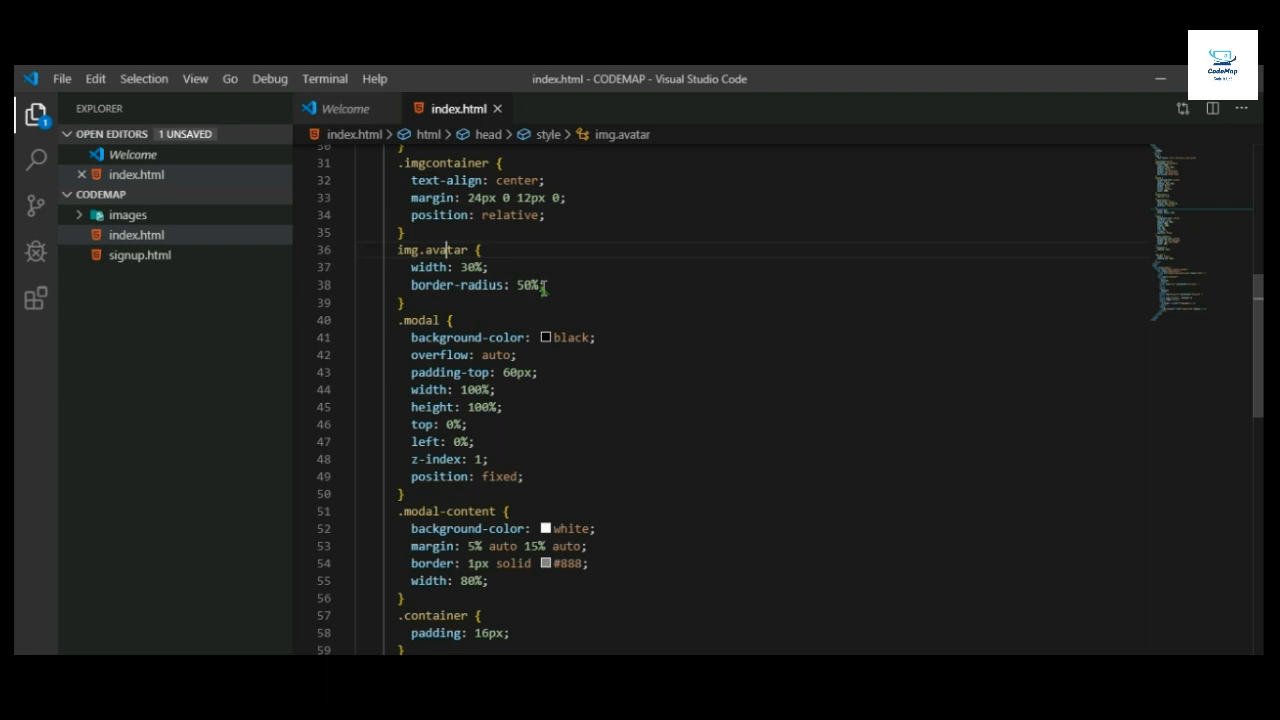 CodeMap
File Edit Selection View Go Debug Terminal Help
index.html - CODEMAP - Visual Studio Code
EXPLORER
OPEN EDITORS 1 UNSAVED
Welcome
index.html
CODEMAP
images
index.html
signup.html
1
Welcome index.html
index.html > html > head > style > img.avatar
30 }
31 .imgcontainer {
32 text-align: center;
33 margin: 24px 0 12px 0;
34 position: relative;
35 }
36 img.avatar {
37 width: 30%;
38 border-radius: 50%;
39 }
40 .modal {
41 background-color: black;
42 overflow: auto;
43 padding-top: 60px;
44 width: 100%;
45 height: 100%;
46 top: 0%;
47 left: 0%;
48 z-index: 1;
49 position: fixed;
50 }
51 .modal-content {
52 background-color: white;
53 margin: 5% auto 15% auto;
54 border: 1px solid #888;
55 width: 80%;
56 }
57 .container {
58 padding: 16px;
59 }